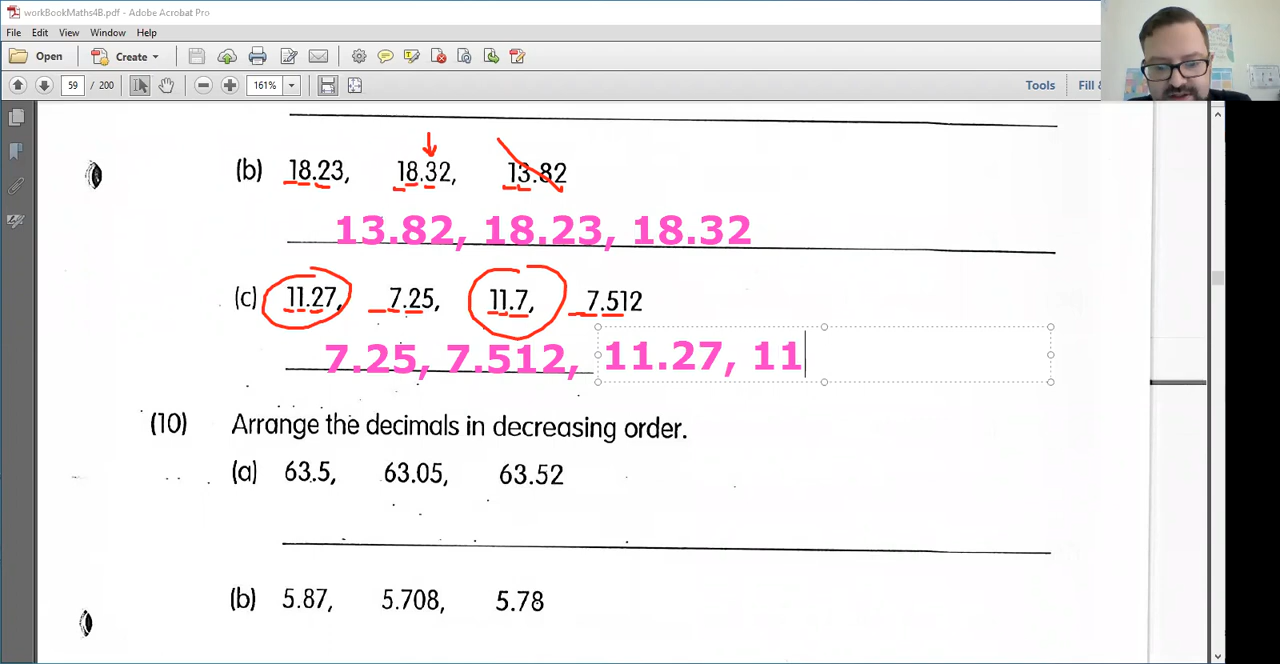 workBookMaths4B.pdf - Adobe Acrobat Pro
File Edit View Window Help
Open Create
59 / 200 161% Tools Fill &
(b) 18.23, 18.32, 13.82
13.82, 18.23, 18.32
(c) 11.27, 7.25, 11.7, 7.512
7.25, 7.512, 11.27, 11
(10) Arrange the decimals in decreasing order.
(a) 63.5, 63.05, 63.52
(b) 5.87, 5.708, 5.78